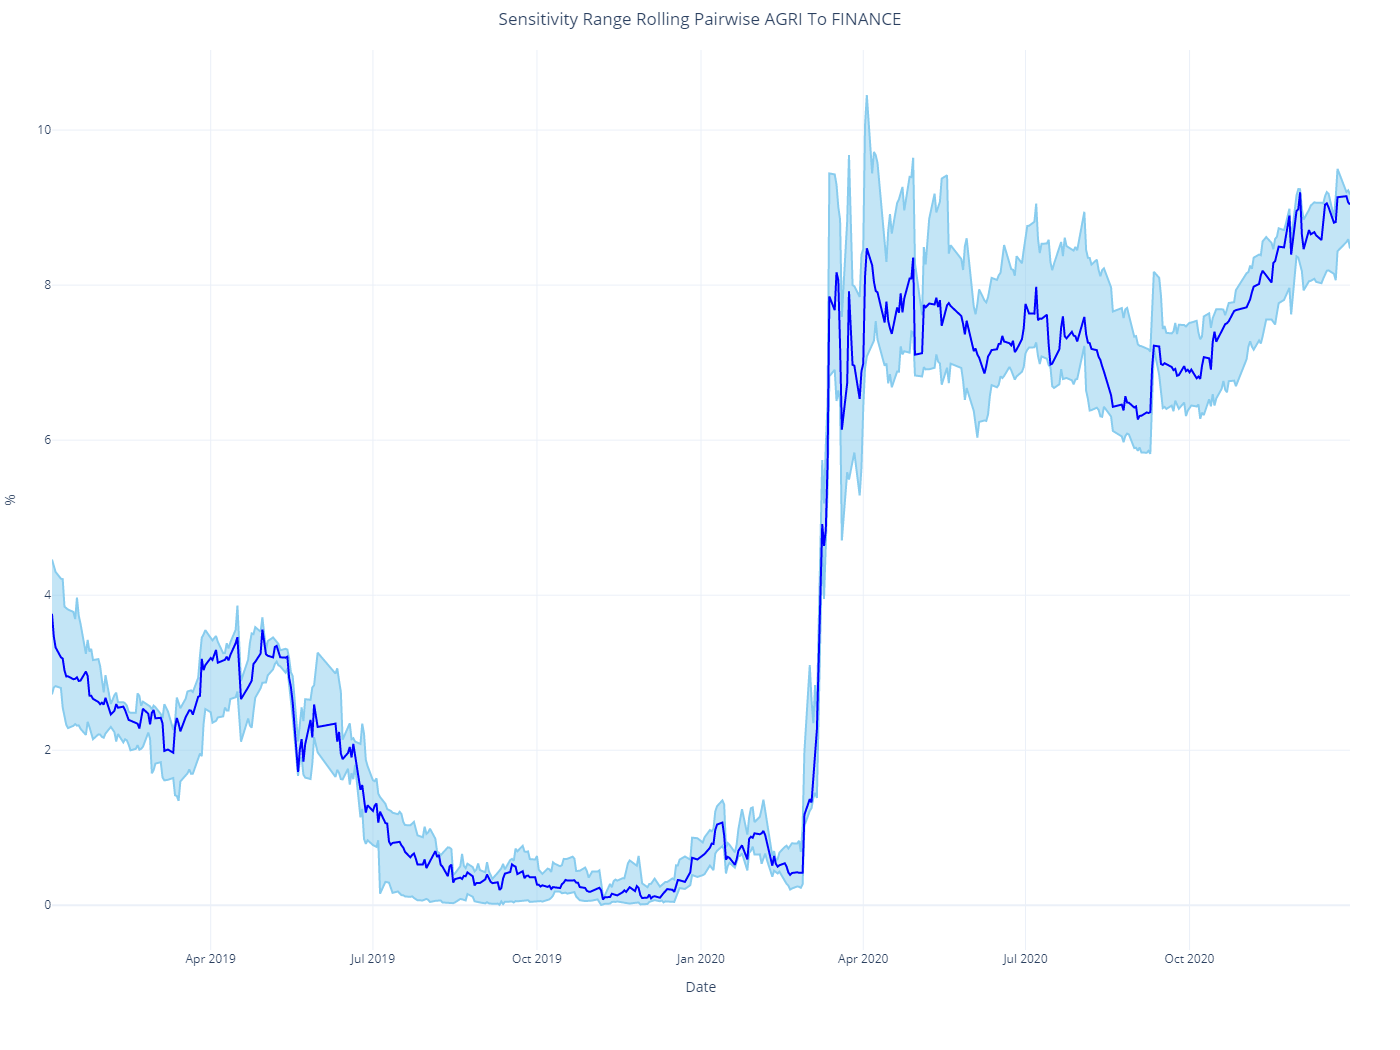 Sensitivity Range Rolling Pairwise AGRI To FINANCE
10
8
6
%
4
2
0
Apr 2019
Jul 2019
Oct 2019
Jan 2020
Apr 2020
Jul 2020
Oct 2020
Date